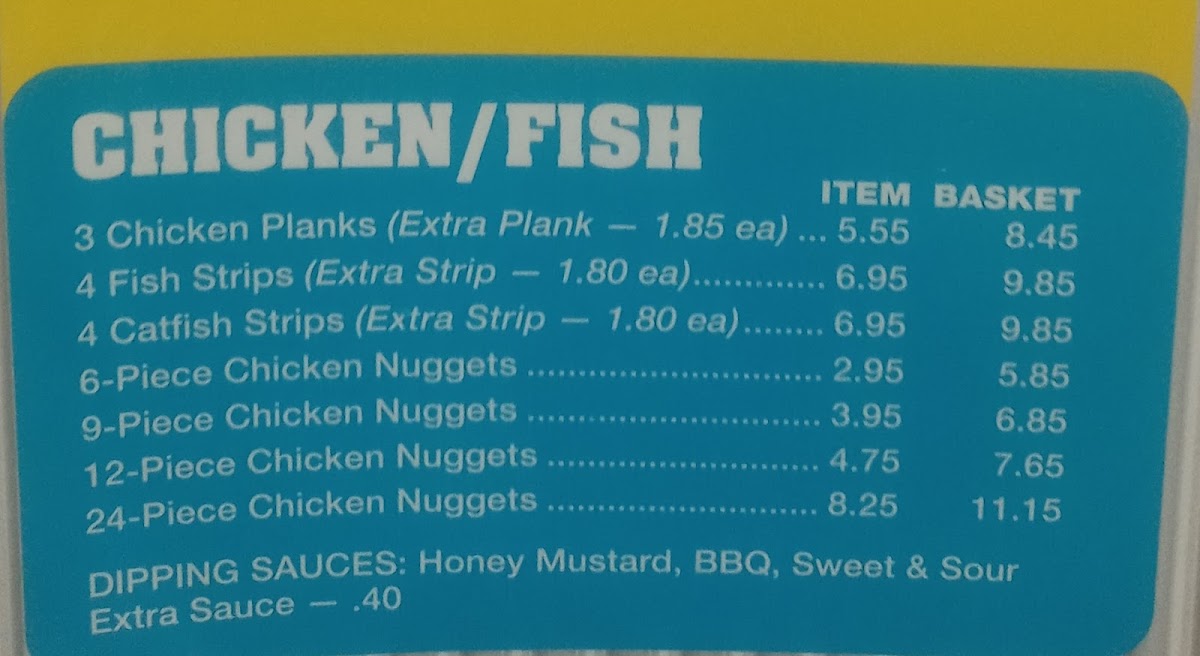 CHICKEN/FISH
ITEM BASKET
3 Chicken Planks (Extra Plank — 1.85 ea) ... 5.55 8.45
4 Fish Strips (Extra Strip — 1.80 ea)............. 6.95 9.85
4 Catfish Strips (Extra Strip — 1.80 ea)........ 6.95 9.85
6-Piece Chicken Nuggets ............................. 2.95 5.85
9-Piece Chicken Nuggets ............................. 3.95 6.85
12-Piece Chicken Nuggets ........................... 4.75 7.65
24-Piece Chicken Nuggets ........................... 8.25 11.15
DIPPING SAUCES: Honey Mustard, BBQ, Sweet & Sour
Extra Sauce — .40